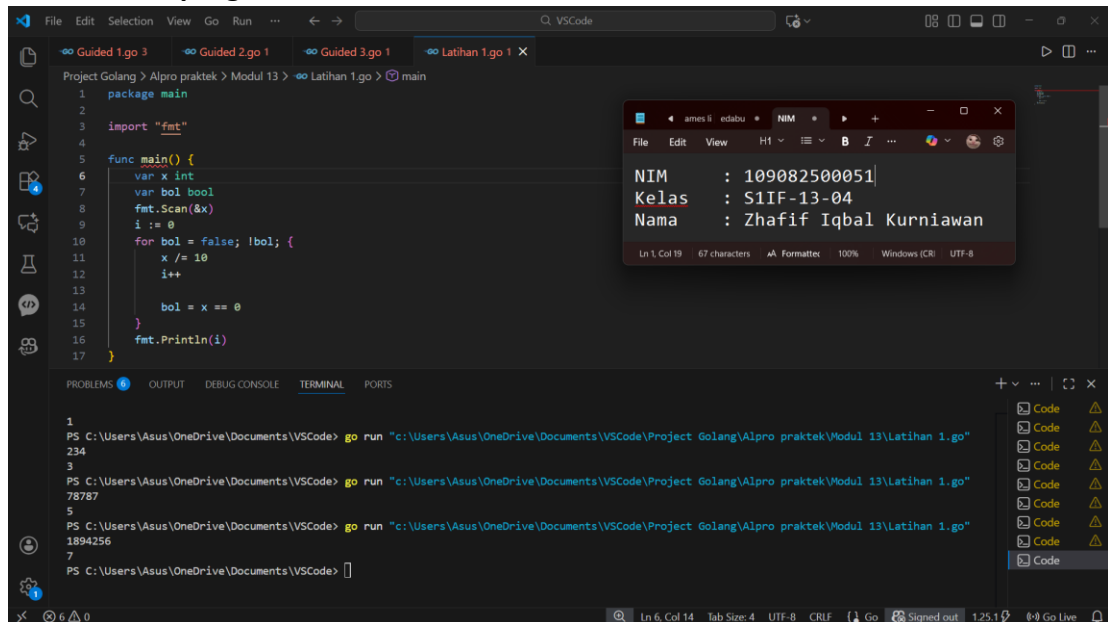 File Edit Selection View Go Run ··· ← → VSCode
Guided 1.go 3 Guided 2.go 1 Guided 3.go 1 Latihan 1.go 1
Project Golang > Alpro praktek > Modul 13 > Latihan 1.go > main
1 package main
2
3 import "fmt"
4
5 func main() {
6 var x int
7 var bol bool
8 fmt.Scan(&x)
9 i := 0
10 for bol = false; !bol; {
11 x /= 10
12 i++
13
14 bol = x == 0
15 }
16 fmt.Println(i)
17 }
ames li edabu NIM +
File Edit View H1 B I ···
NIM : 109082500051
Kelas : S1IF-13-04
Nama : Zhafif Iqbal Kurniawan
Ln 1, Col 19 67 characters Formatted 100% Windows (CRl UTF-8
4
PROBLEMS 6 OUTPUT DEBUG CONSOLE TERMINAL PORTS
1
PS C:\Users\Asus\OneDrive\Documents\VSCode> go run "c:\Users\Asus\OneDrive\Documents\VSCode\Project Golang\Alpro praktek\Modul 13\Latihan 1.go"
234
3
PS C:\Users\Asus\OneDrive\Documents\VSCode> go run "c:\Users\Asus\OneDrive\Documents\VSCode\Project Golang\Alpro praktek\Modul 13\Latihan 1.go"
78787
5
PS C:\Users\Asus\OneDrive\Documents\VSCode> go run "c:\Users\Asus\OneDrive\Documents\VSCode\Project Golang\Alpro praktek\Modul 13\Latihan 1.go"
1894256
7
PS C:\Users\Asus\OneDrive\Documents\VSCode>
Code
Code
Code
Code
Code
Code
Code
Code
Code
1
6 0 Ln 6, Col 14 Tab Size: 4 UTF-8 CRLF { } Go Signed out 1.25.1 Go Live